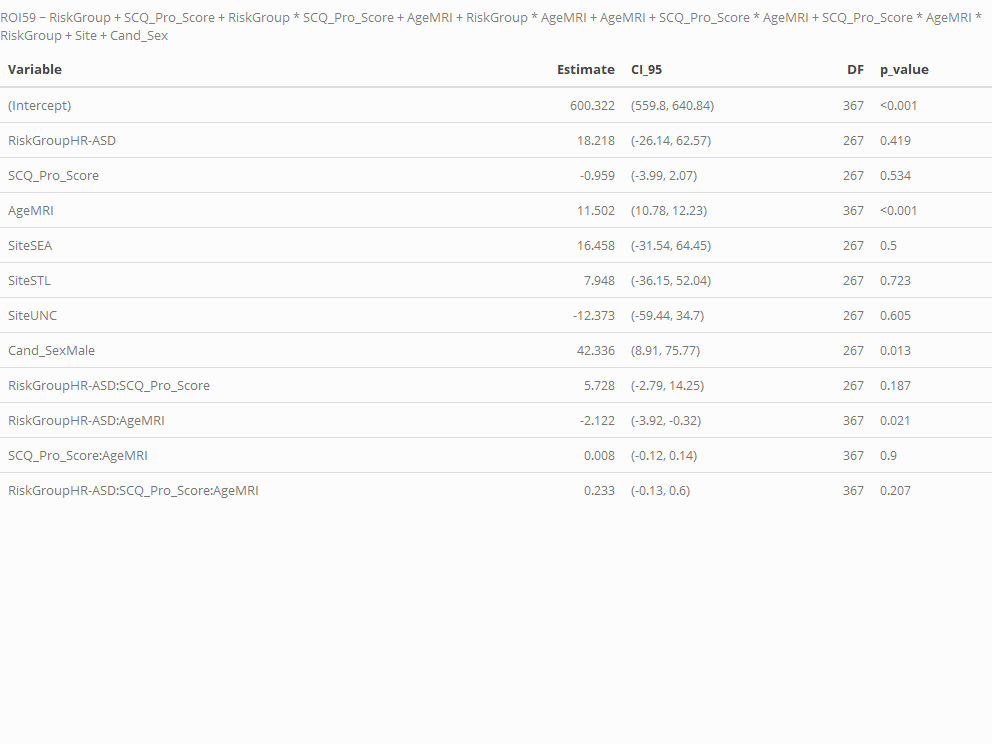 ROI59 ~ RiskGroup + SCQ_Pro_Score + RiskGroup * SCQ_Pro_Score + AgeMRI + RiskGroup * AgeMRI + AgeMRI + SCQ_Pro_Score * AgeMRI + SCQ_Pro_Score * AgeMRI *
RiskGroup + Site + Cand_Sex
Variable Estimate CI_95 DF p_value
(Intercept) 600.322 (559.8, 640.84) 367 <0.001
RiskGroupHR-ASD 18.218 (-26.14, 62.57) 267 0.419
SCQ_Pro_Score -0.959 (-3.99, 2.07) 267 0.534
AgeMRI 11.502 (10.78, 12.23) 367 <0.001
SiteSEA 16.458 (-31.54, 64.45) 267 0.5
SiteSTL 7.948 (-36.15, 52.04) 267 0.723
SiteUNC -12.373 (-59.44, 34.7) 267 0.605
Cand_SexMale 42.336 (8.91, 75.77) 267 0.013
RiskGroupHR-ASD:SCQ_Pro_Score 5.728 (-2.79, 14.25) 267 0.187
RiskGroupHR-ASD:AgeMRI -2.122 (-3.92, -0.32) 367 0.021
SCQ_Pro_Score:AgeMRI 0.008 (-0.12, 0.14) 367 0.9
RiskGroupHR-ASD:SCQ_Pro_Score:AgeMRI 0.233 (-0.13, 0.6) 367 0.207